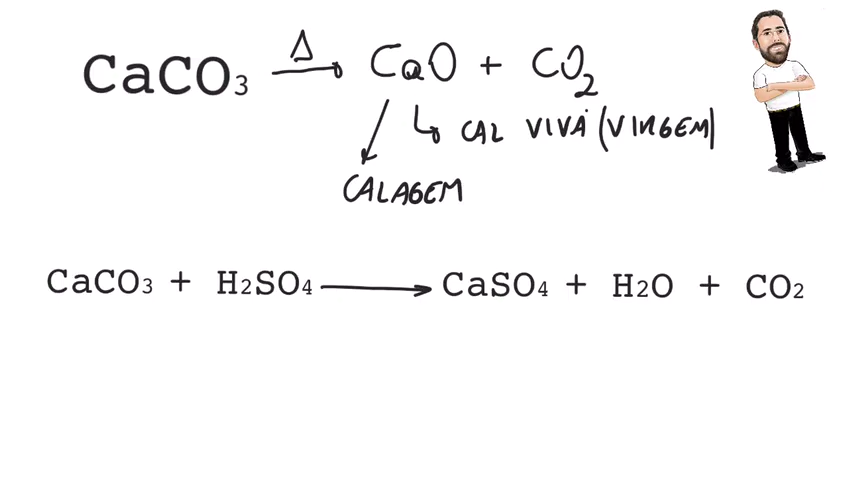 CaCO3 Δ→ CaO + CO2
↳ CAL VIVA (VIRGEM)
CALAGEM
CaCO3 + H2SO4 → CaSO4 + H2O + CO2